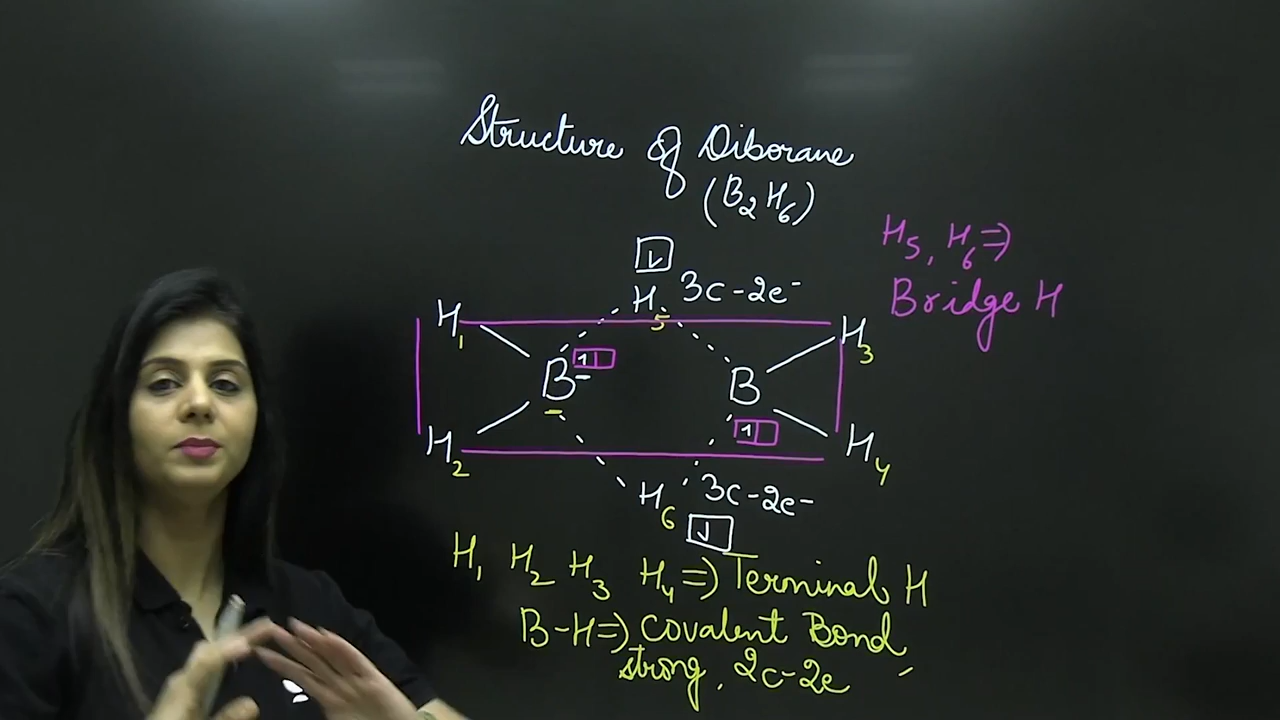 Structure of Diborane
(B₂H₆)
H₅, H₆ ⇒
Bridge H
H₅ 3c-2e⁻
1
H₁ H₃
B 1 B
1
H₂ H₄
H₆ 3c-2e⁻
H₁ H₂ H₃ H₄ ⇒ Terminal H
B-H ⇒ Covalent Bond
strong, 2c-2e